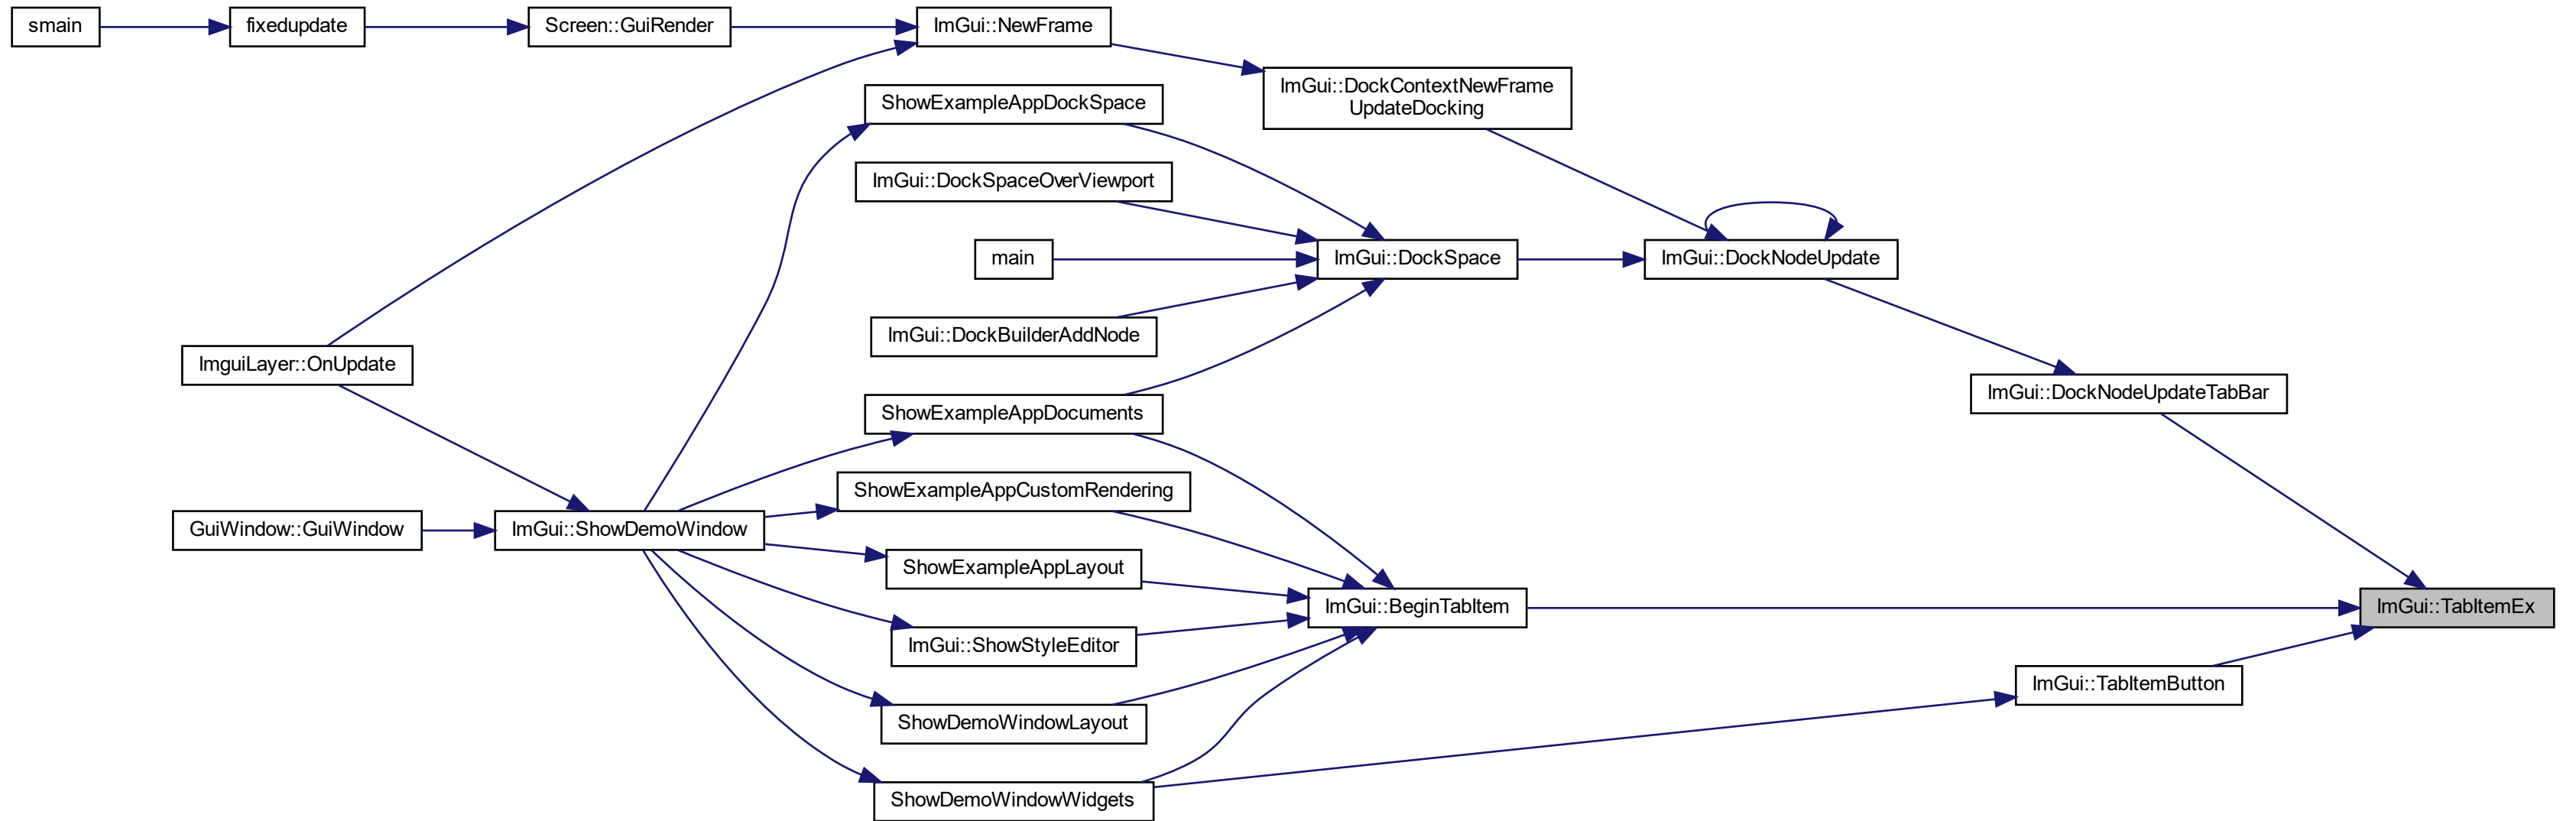 smain
fixedupdate
Screen::GuiRender
ImGui::NewFrame
ImGui::DockContextNewFrame
UpdateDocking
ShowExampleAppDockSpace
ImGui::DockSpaceOverViewport
main
ImGui::DockSpace
ImGui::DockNodeUpdate
ImGui::DockBuilderAddNode
ImguiLayer::OnUpdate
ImGui::DockNodeUpdateTabBar
ShowExampleAppDocuments
ShowExampleAppCustomRendering
GuiWindow::GuiWindow
ImGui::ShowDemoWindow
ShowExampleAppLayout
ImGui::BeginTabItem
ImGui::TabItemEx
ImGui::ShowStyleEditor
ImGui::TabItemButton
ShowDemoWindowLayout
ShowDemoWindowWidgets